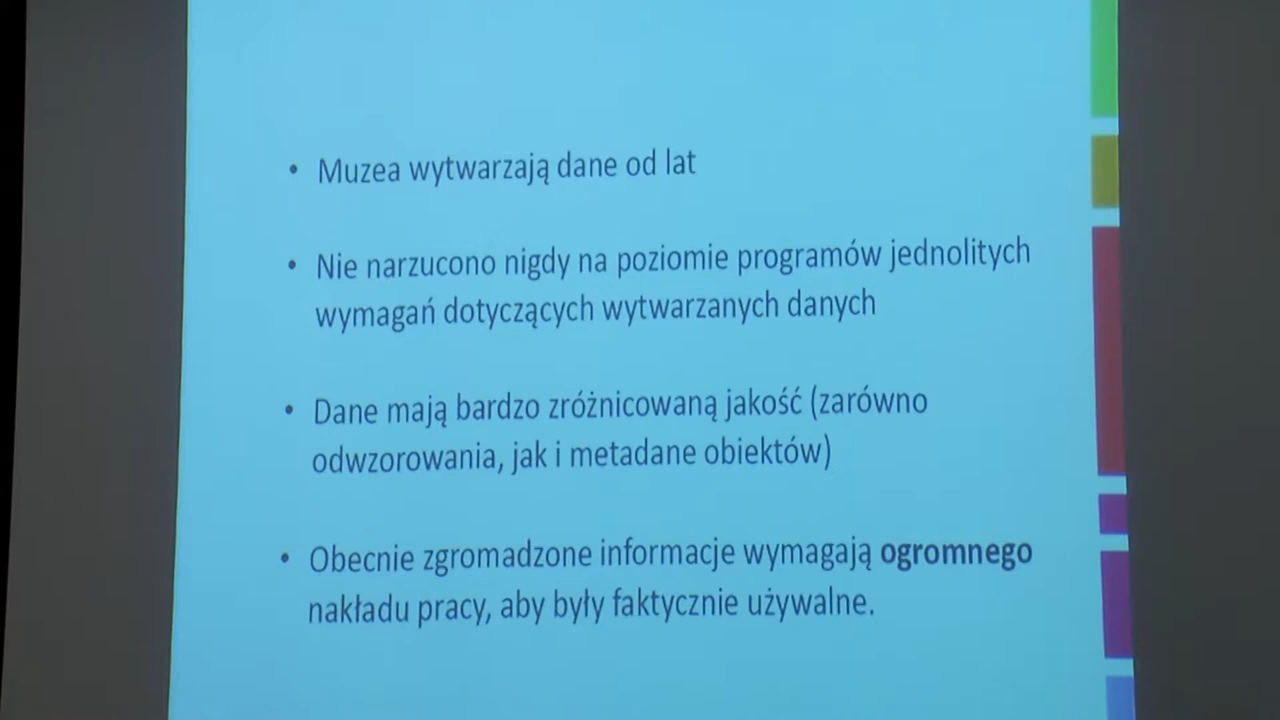 • Muzea wytwarzają dane od lat
• Nie narzucono nigdy na poziomie programów jednolitych
wymagań dotyczących wytwarzanych danych
• Dane mają bardzo zróżnicowaną jakość (zarówno
odwzorowania, jak i metadane obiektów)
• Obecnie zgromadzone informacje wymagają ogromnego
nakładu pracy, aby były faktycznie używalne.